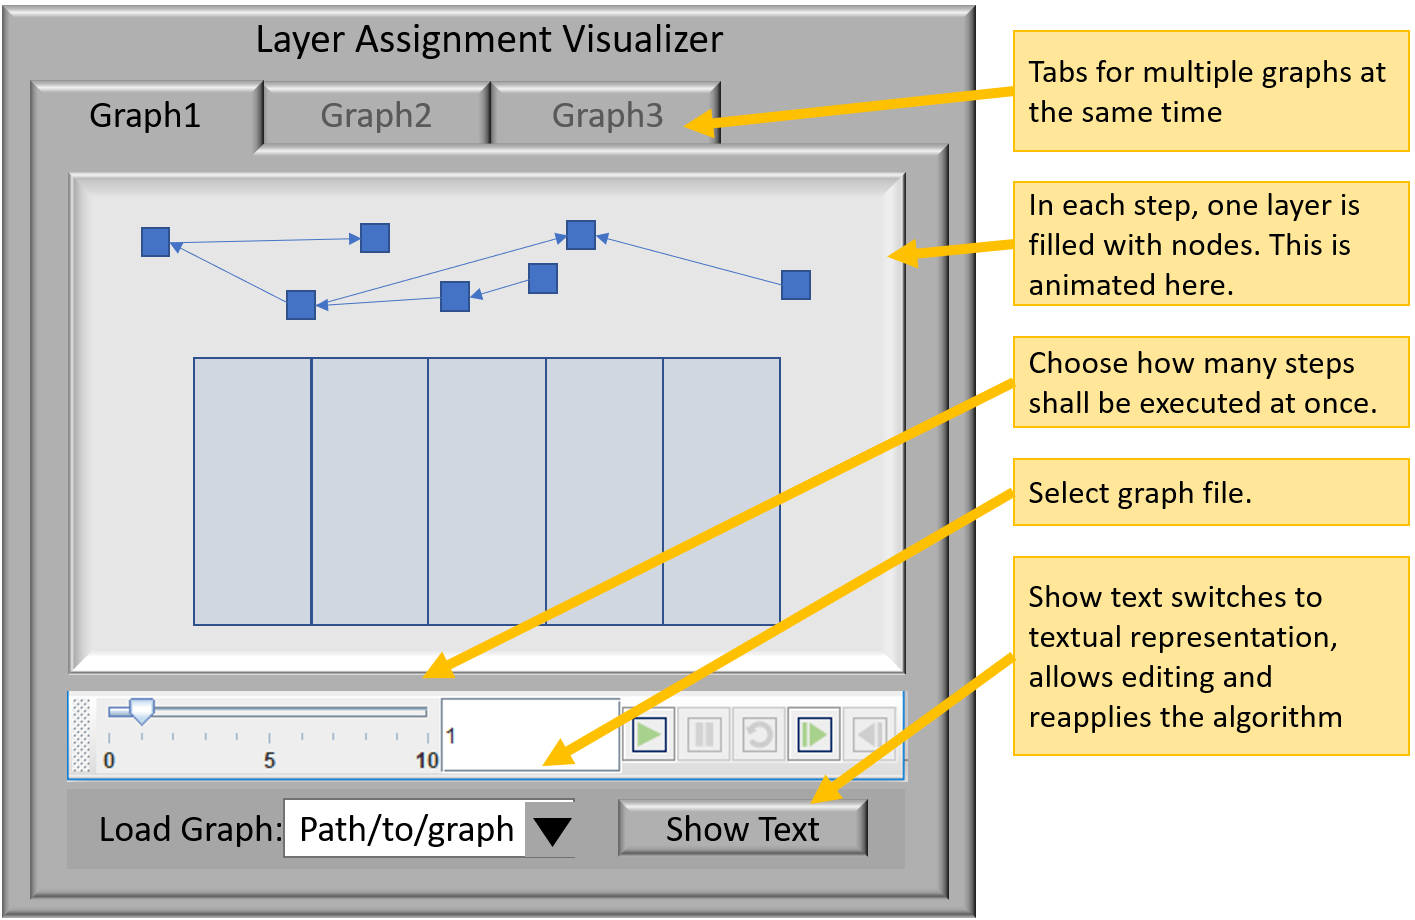 Layer Assignment Visualizer
Graph1
Graph2
Graph3
Tabs for multiple graphs at
the same time
In each step, one layer is
filled with nodes. This is
animated here.
Choose how many steps
shall be executed at once.
Select graph file.
Show text switches to
textual representation,
allows editing and
reapplies the algorithm
0 5 10
1
Load Graph: Path/to/graph
Show Text